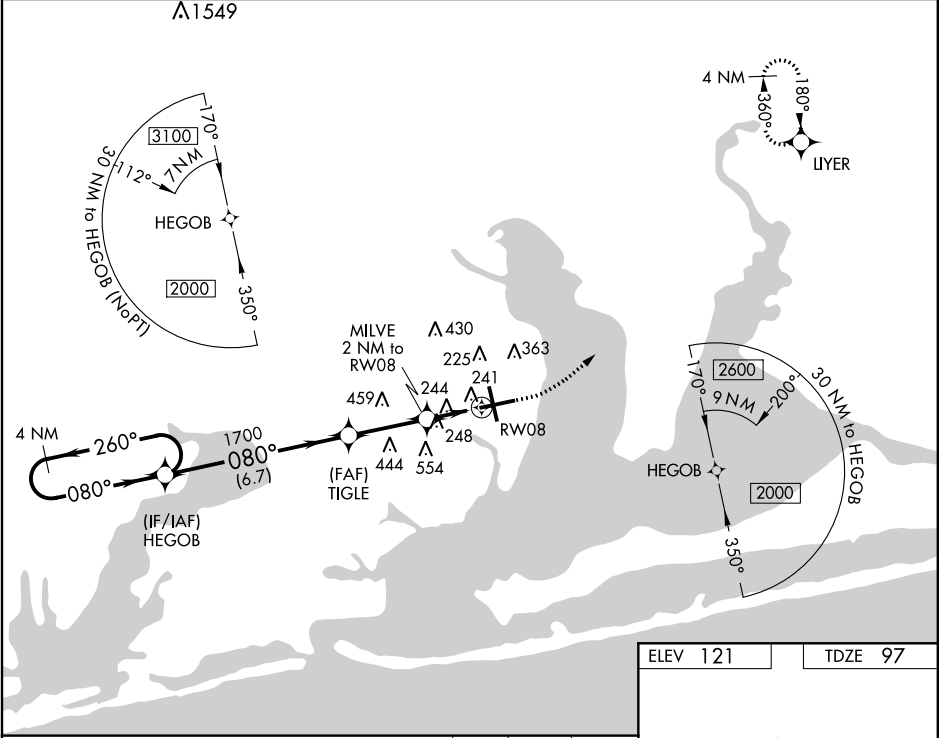 1549
4 NM
360°
180°
LIYER
170°
3100
7 NM
112°
30 NM to HEGOB (NoPT)
HEGOB
2000
350°
MILVE
2 NM to
RW08
430
225
363
241
244
459
248
RW08
444
554
4 NM
260°
080°
1700
080°
(6.7)
(FAF)
TIGLE
(IF/IAF)
HEGOB
170°
2600
9 NM
200°
30 NM to HEGOB
HEGOB
2000
350°
ELEV 121
TDZE 97